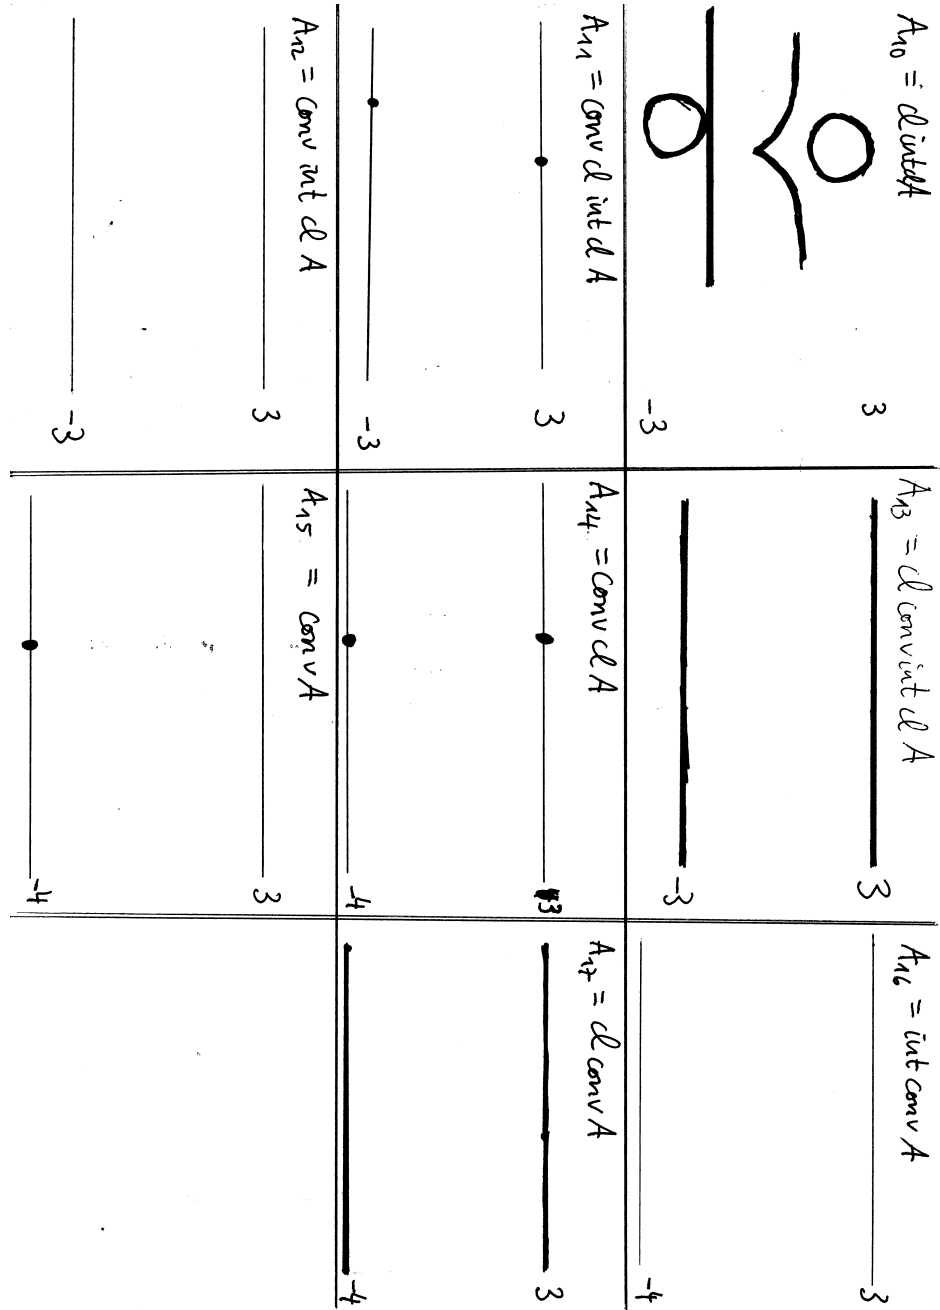 A₁₀ = cl int cl A
3
-3
A₁₃ = cl conv int cl A
3
-3
A₁₆ = int conv A
3
-4
A₁₁ = conv cl int cl A
3
-3
A₁₄ = conv cl A
3
-4
A₁₇ = cl conv A
3
-4
A₁₂ = conv int cl A
3
-3
A₁₅ = conv A
3
-4